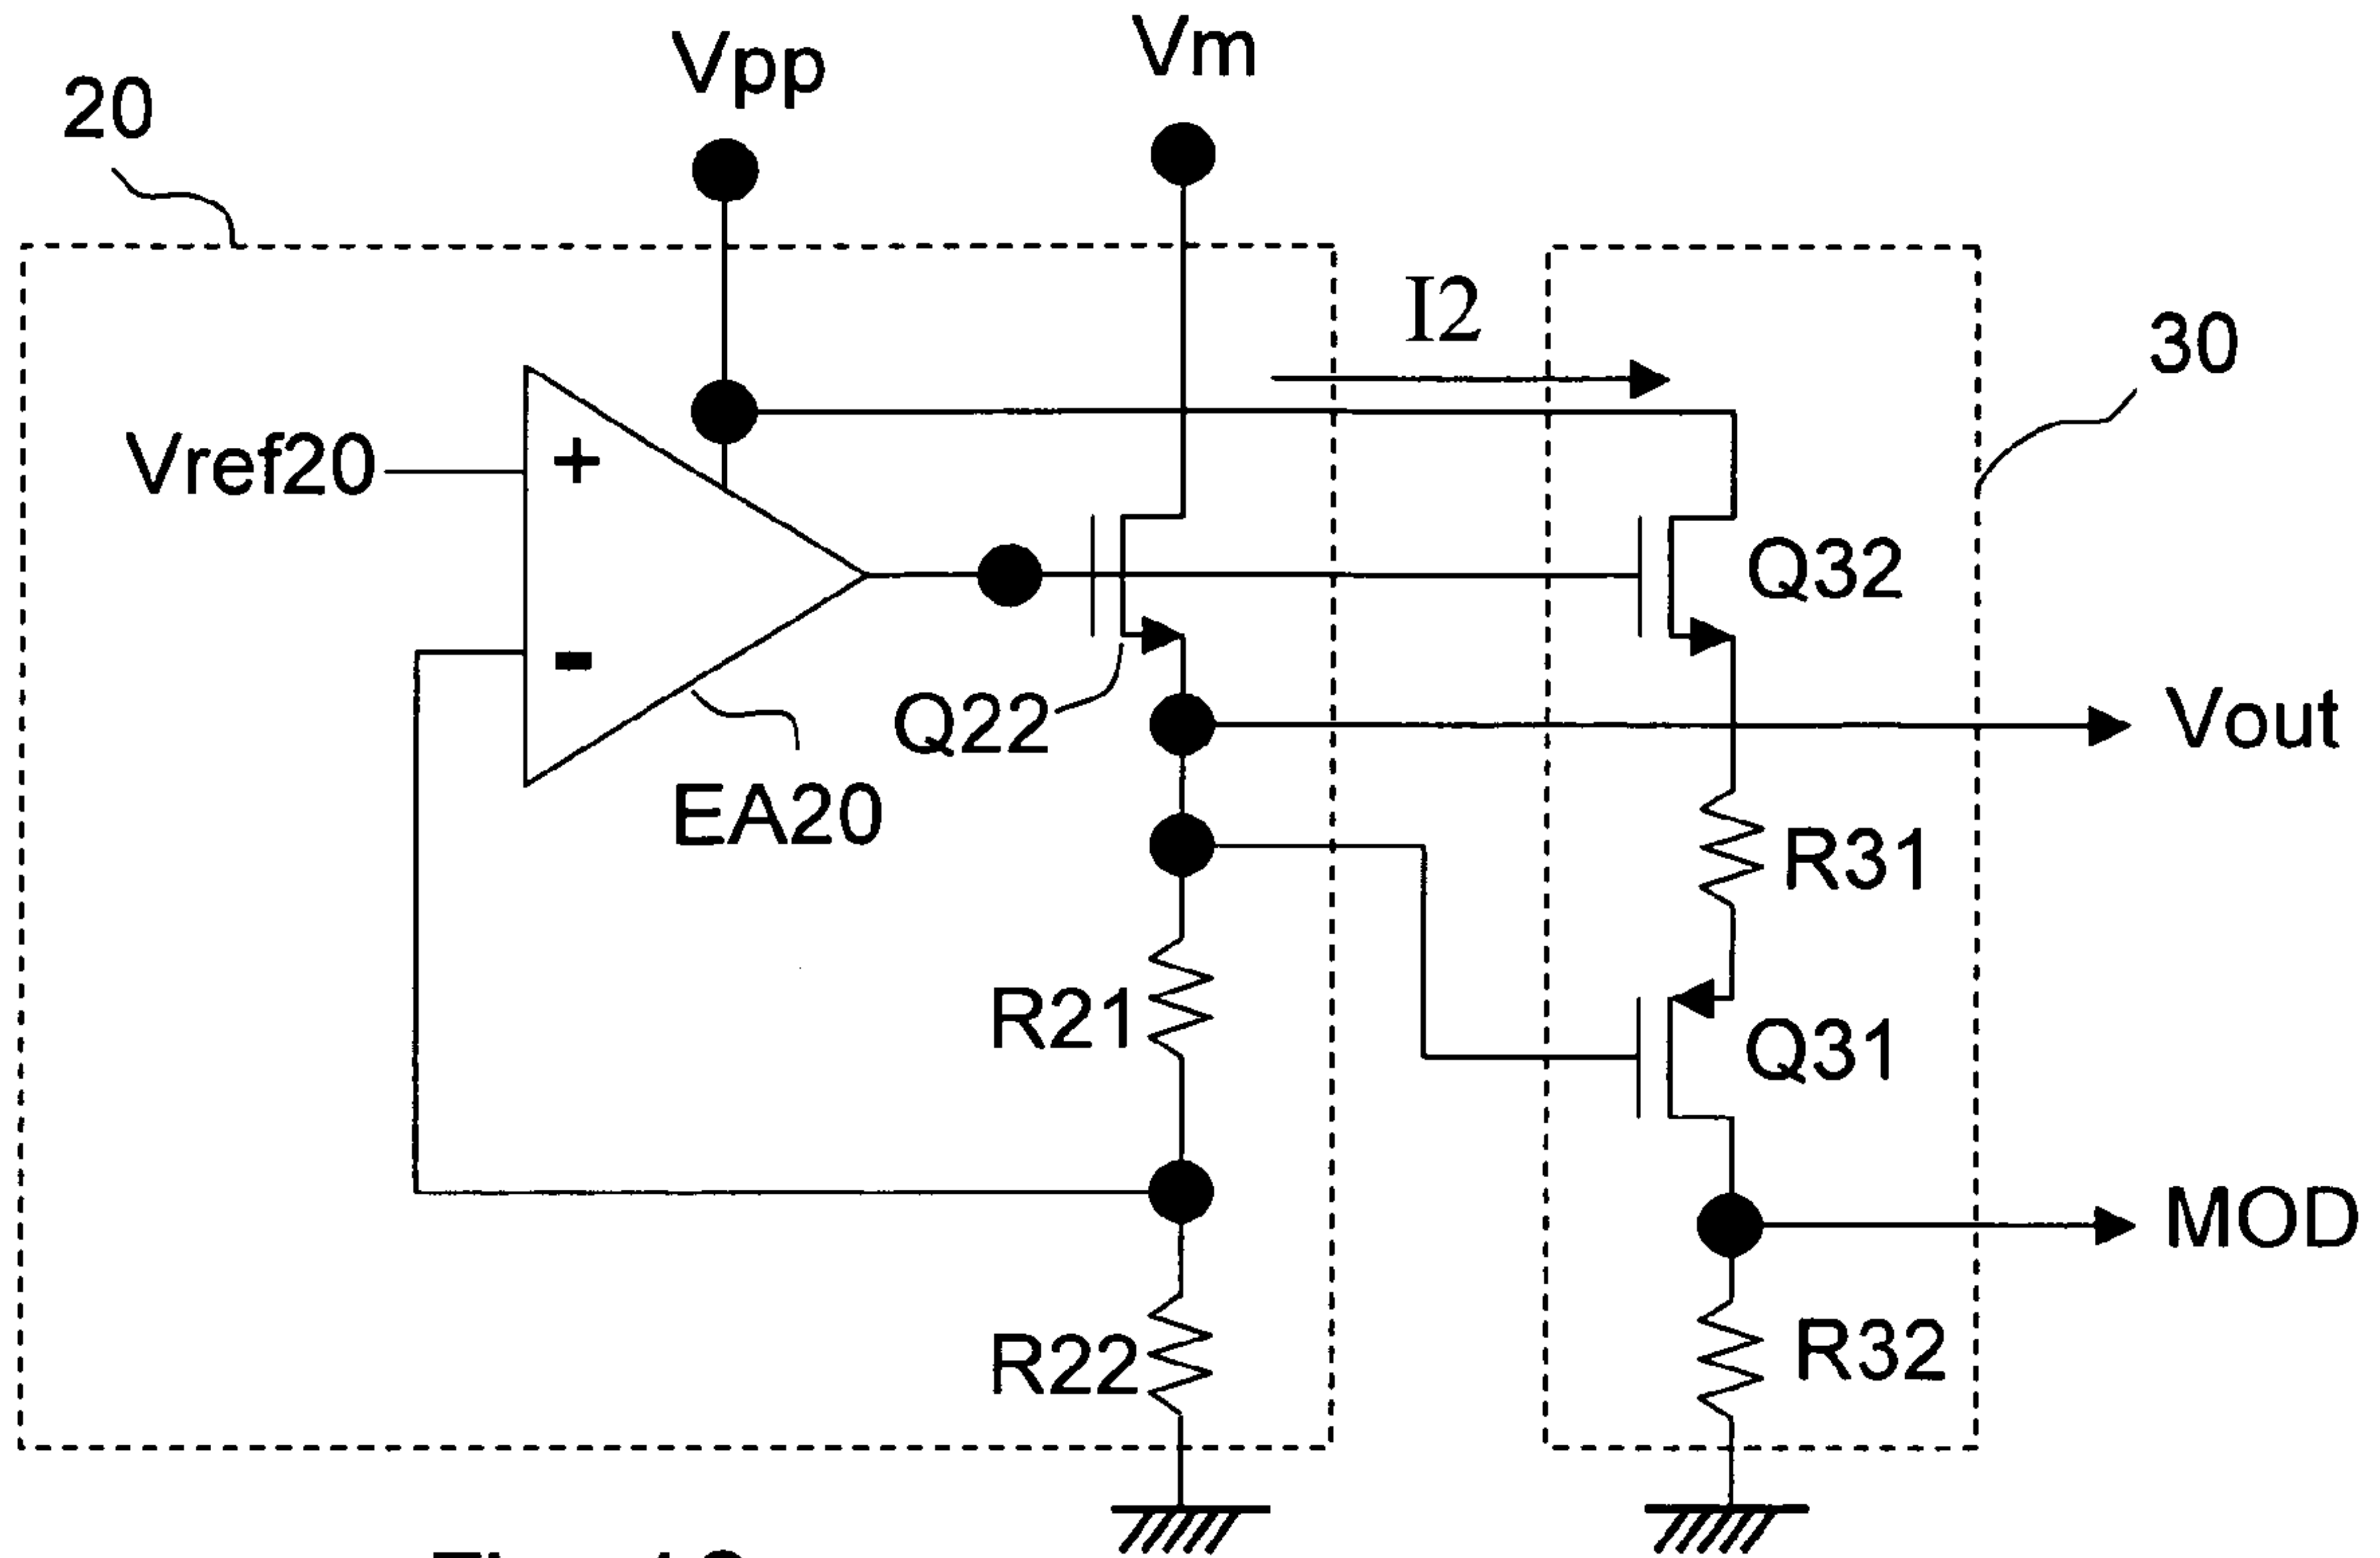 Vpp
Vm
20
I2
30
Vref20
+
-
Q32
Q22
Vout
EA20
R31
R21
Q31
MOD
R22
R32